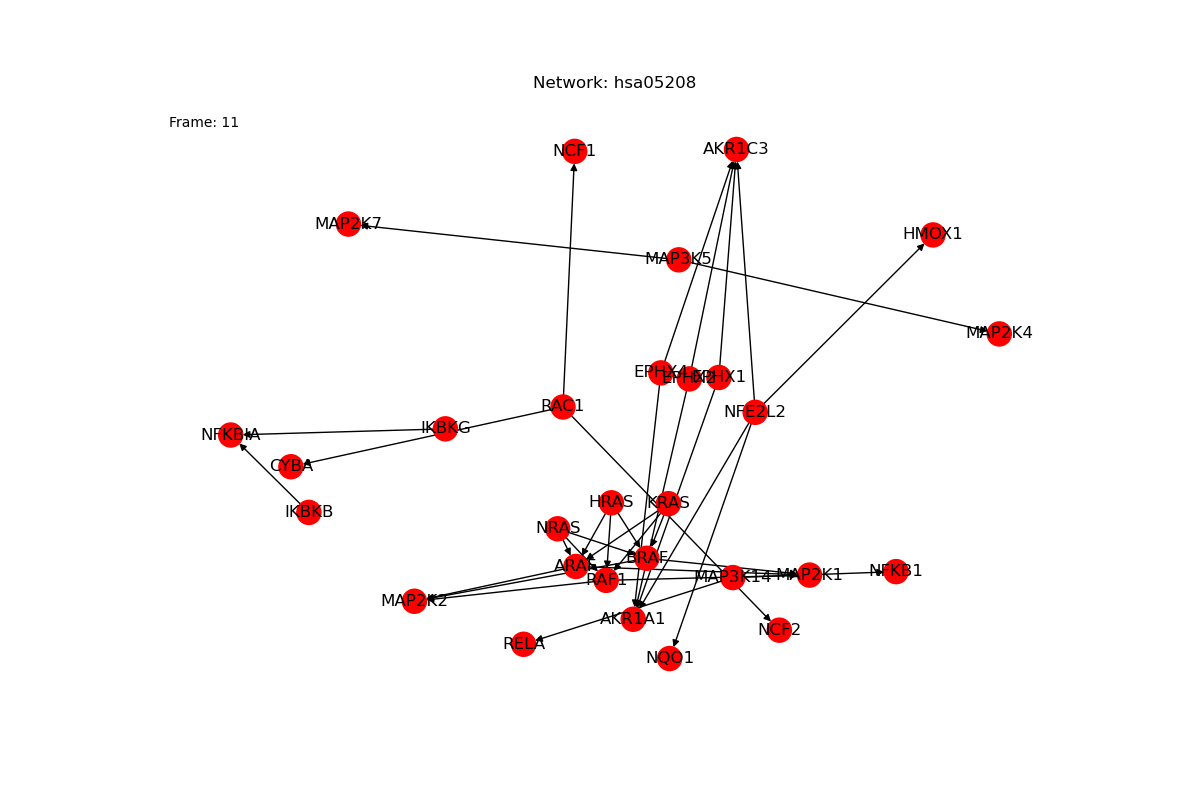 Network: hsa05208
Frame: 11
NCF1
AKR1C3
MAP2K7
HMOX1
MAP3K5
MAP2K4
EPHX4
EPHX2
EPHX1
RAC1
NFE2L2
NFKBIA
IKBKG
CYBA
IKBKB
HRAS
KRAS
NRAS
BRAF
ARAF
RAF1
MAP3K14
MAP2K1
NFKB1
MAP2K2
AKR1A1
NCF2
RELA
NQO1